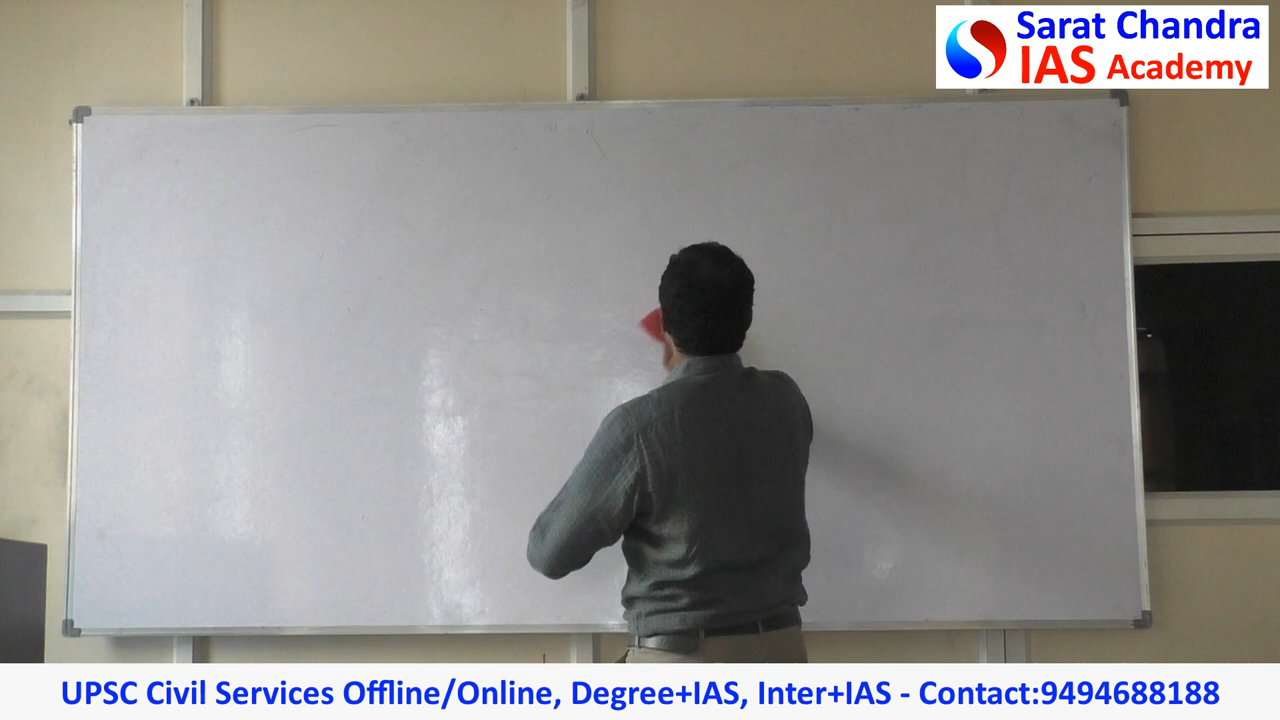 Sarat Chandra
IAS Academy
UPSC Civil Services Offline/Online, Degree+IAS, Inter+IAS - Contact:9494688188